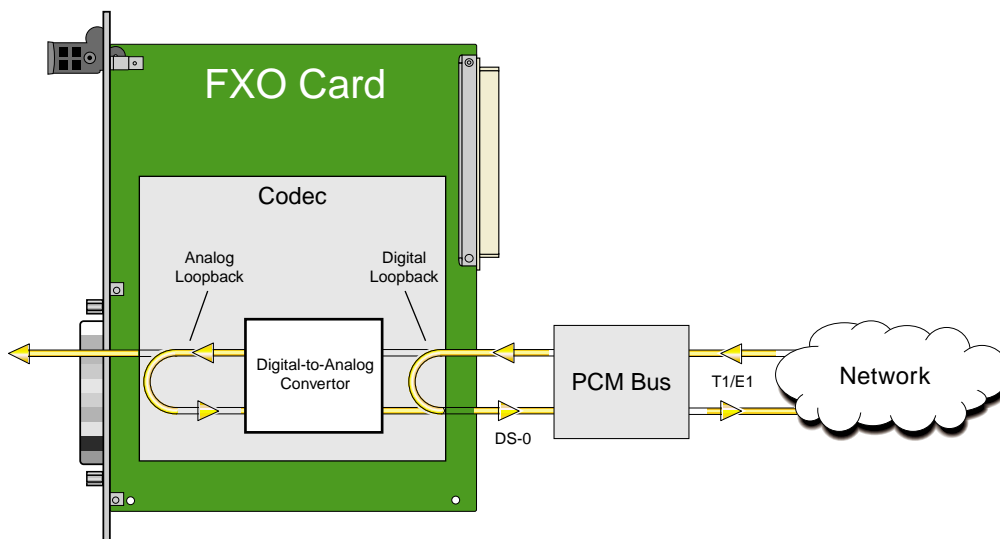 FXO Card
Codec
Analog
Loopback
Digital
Loopback
Digital-to-Analog
Convertor
PCM Bus
T1/E1
Network
DS-0